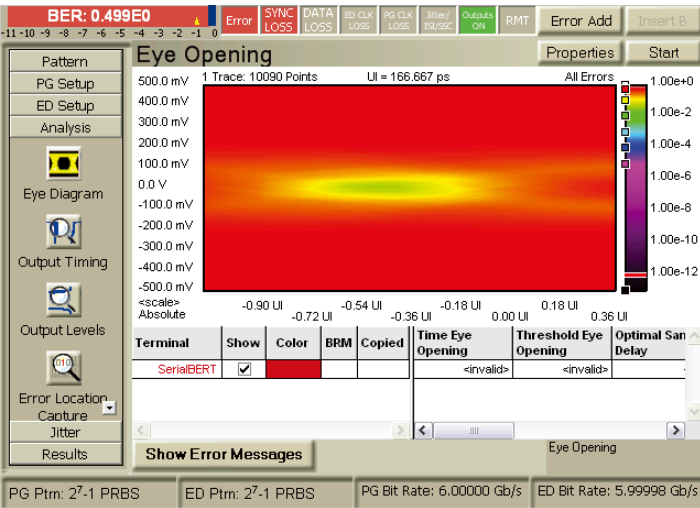 BER: 0.499E0
-11 -10 -9 -8 -7 -6 -5 -4 -3 -2 -1 0
Error
SYNC LOSS
DATA LOSS
ED CLK LOSS
PG CLK LOSS
Jitter/ ISI/SSC
Outputs ON
RMT
Error Add
Insert B
Pattern
PG Setup
ED Setup
Analysis
Eye Diagram
Output Timing
Output Levels
010
Error Location
Capture
Jitter
Results
Eye Opening
Properties
Start
1 Trace: 10090 Points
UI = 166.667 ps
All Errors
500.0 mV
400.0 mV
300.0 mV
200.0 mV
100.0 mV
0.0 V
-100.0 mV
-200.0 mV
-300.0 mV
-400.0 mV
-500.0 mV
1.00e+0
1.00e-2
1.00e-4
1.00e-6
1.00e-8
1.00e-10
1.00e-12
<scale>
Absolute
-0.90 UI
-0.72 UI
-0.54 UI
-0.36 UI
-0.18 UI
0.00 UI
0.18 UI
0.36 UI
Terminal
Show
Color
BRM
Copied
Time Eye
Opening
Threshold Eye
Opening
Optimal San
Delay
SerialBERT
<invalid>
<invalid>
Show Error Messages
Eye Opening
PG Ptrn: 2^7-1 PRBS
ED Ptrn: 2^7-1 PRBS
PG Bit Rate: 6.00000 Gb/s
ED Bit Rate: 5.99998 Gb/s